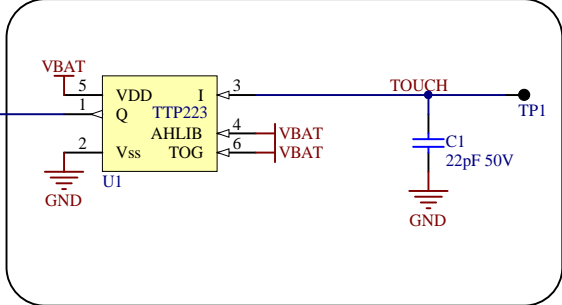 VBAT
5
VDD
1
Q
2
Vss
GND
U1
TTP223
I
3
AHLIB
4
VBAT
TOG
6
VBAT
TOUCH
TP1
C1
22pF 50V
GND